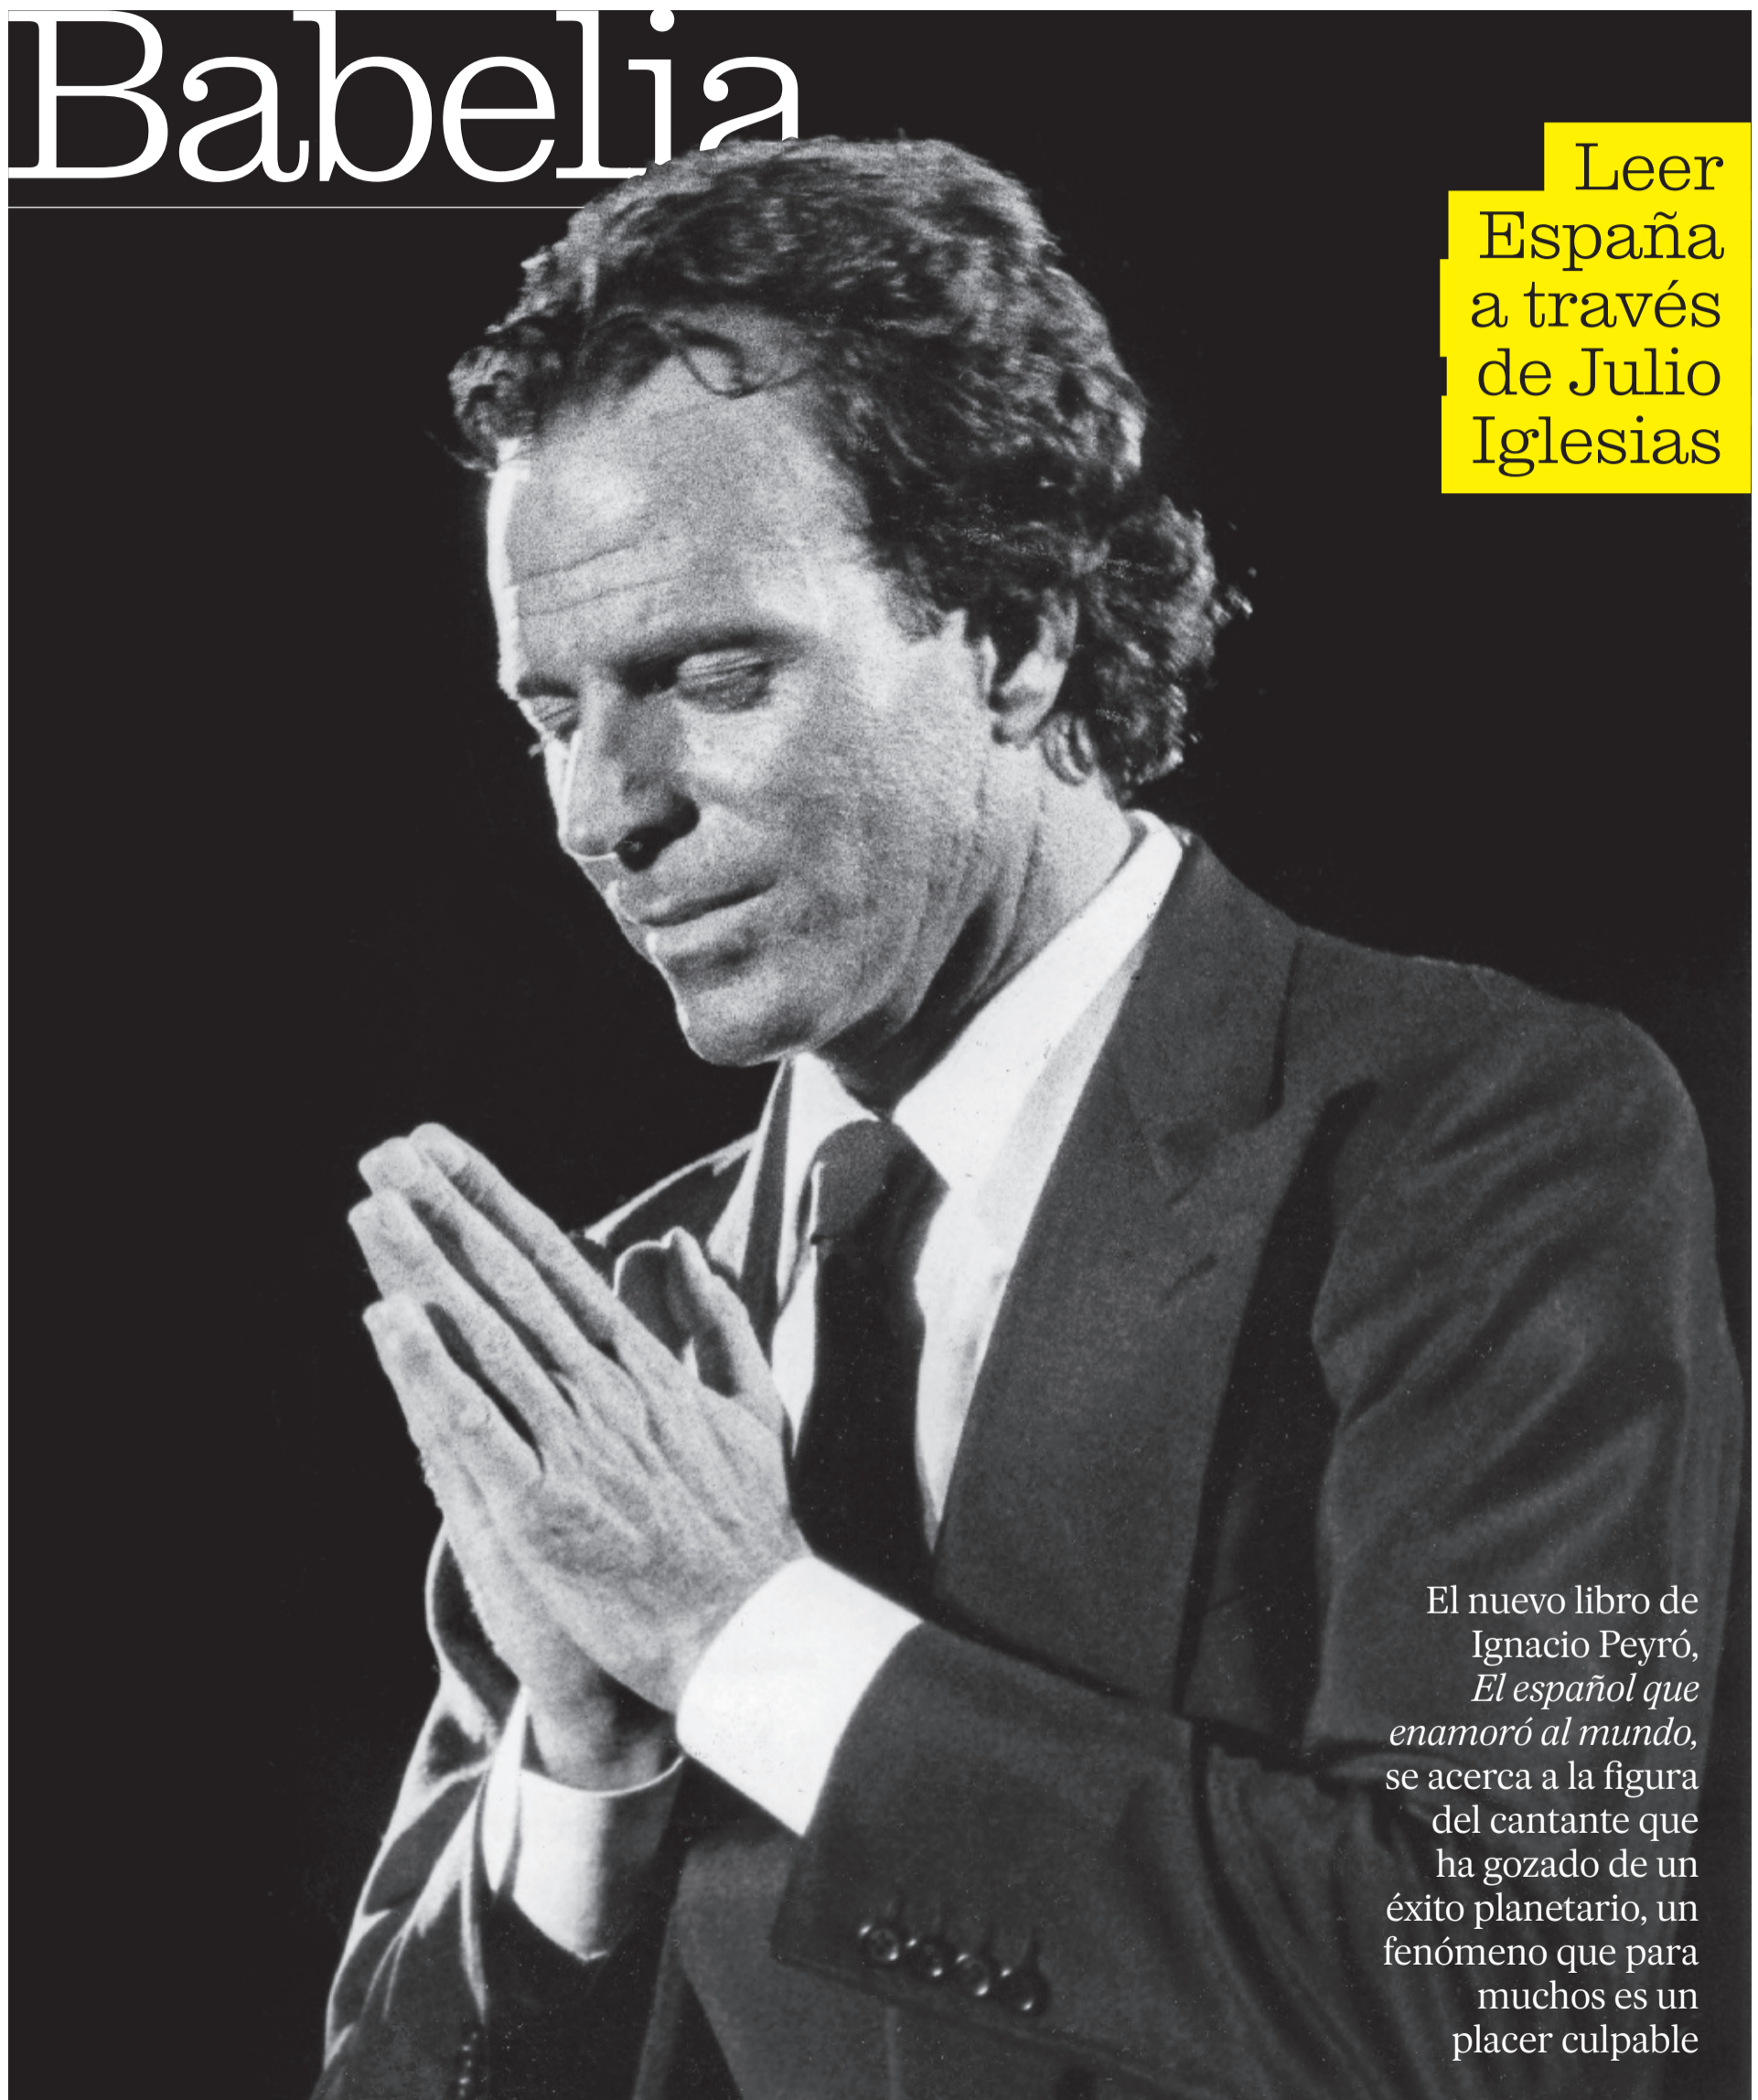 Babelia
Leer
España
a través
de Julio
Iglesias
El nuevo libro de
Ignacio Peyró,
El español que
enamoró al mundo,
se acerca a la figura
del cantante que
ha gozado de un
éxito planetario, un
fenómeno que para
muchos es un
placer culpable